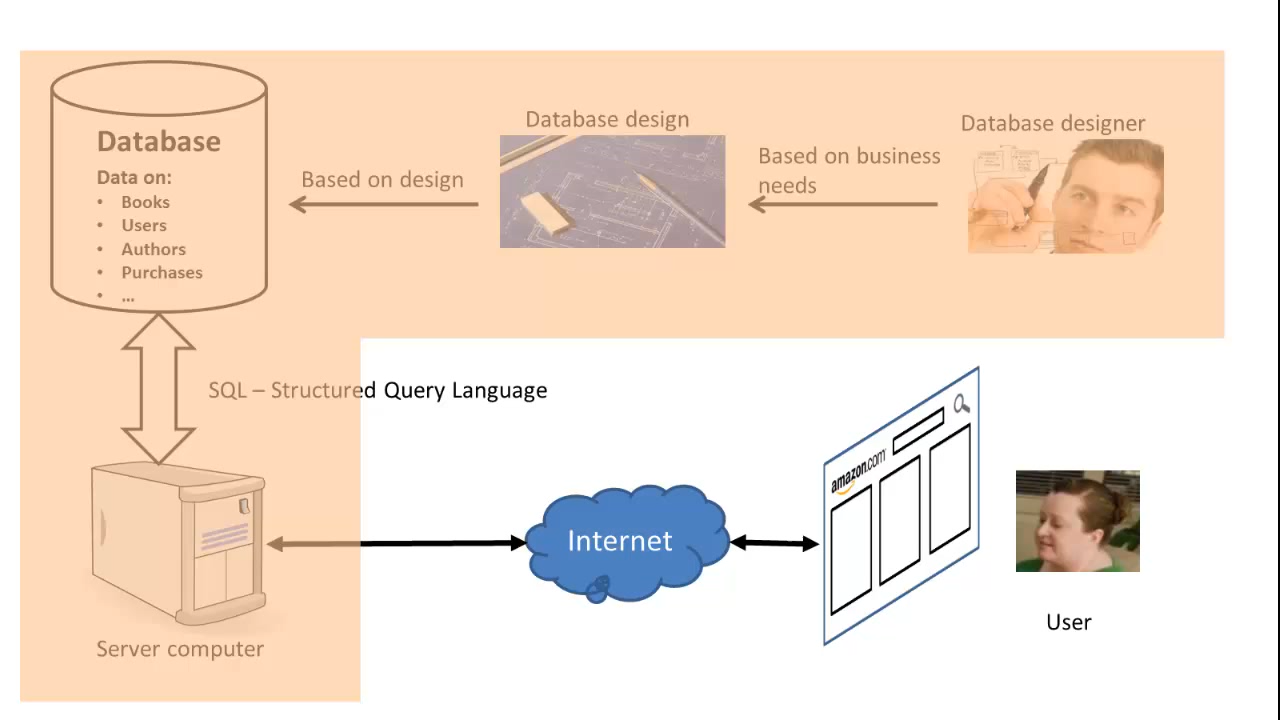 Database
Data on:
• Books
• Users
• Authors
• Purchases
• ...
Based on design
Database design
Based on business
needs
Database designer
SQL – Structured Query Language
Server computer
Internet
amazon.com
User